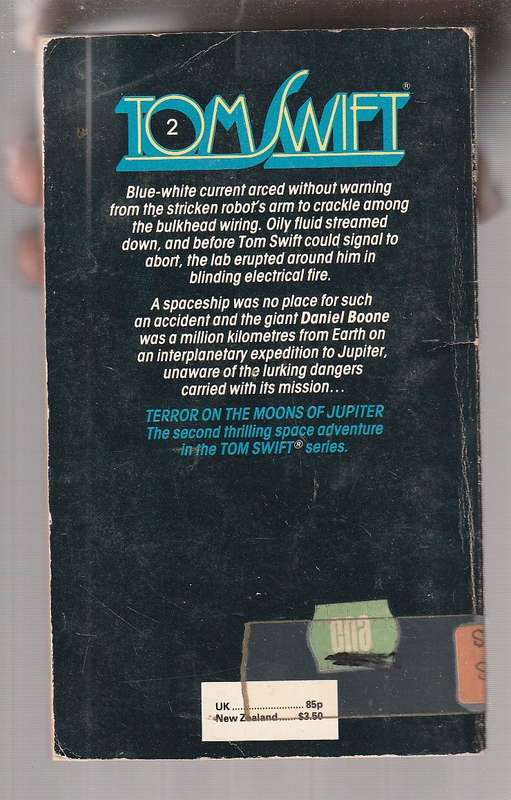 TOM SWIFT®
2
Blue-white current arced without warning
from the stricken robot's arm to crackle among
the bulkhead wiring. Oily fluid streamed
down, and before Tom Swift could signal to
abort, the lab erupted around him in
blinding electrical fire.
A spaceship was no place for such
an accident and the giant Daniel Boone
was a million kilometres from Earth on
an interplanetary expedition to Jupiter,
unaware of the lurking dangers
carried with its mission...
TERROR ON THE MOONS OF JUPITER
The second thrilling space adventure
in the TOM SWIFT® series.
UK ........................ 85p
New Zealand ...... $3.50